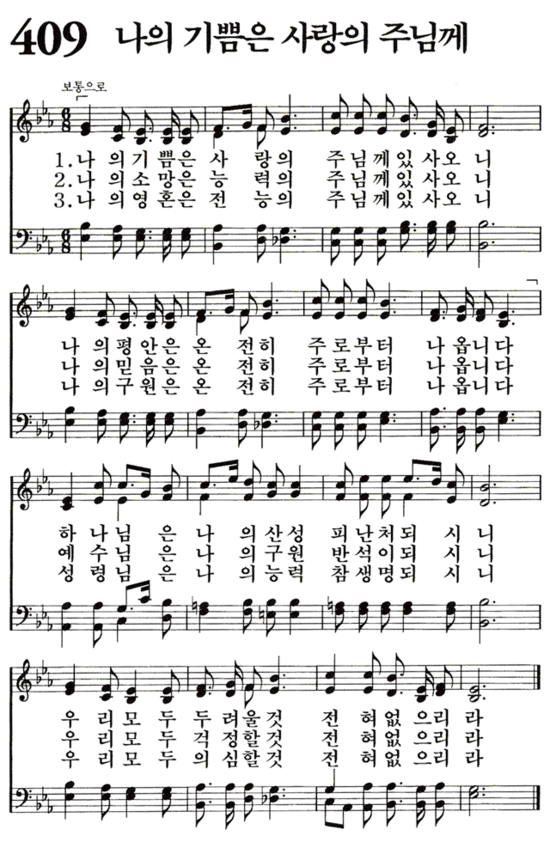 409 나의 기쁨은 사랑의 주님께
보통으로
1.나 의기쁨은 사 랑의 주님께있사오 니
2.나 의소망은능 력의 주님께있사오 니
3.나 의영혼은전 능의 주님께있사오 니
나 의평안은온 전히 주로부터 나옵니다
나 의믿음은온 전히 주로부터 나옵니다
나 의구원은온 전히 주로부터 나옵니다
하 나님 은나 의산성 피난처되 시니
예 수님 은나 의구원 반석이되 시니
성 령님 은나 의능력 참생명되 시니
우 리모 두 두 려울것 전 혀없으리 라
우 리모 두의 걱 정할것 전 혀없으리 라
우 리모 두의 심할것 전 혀없으리 라